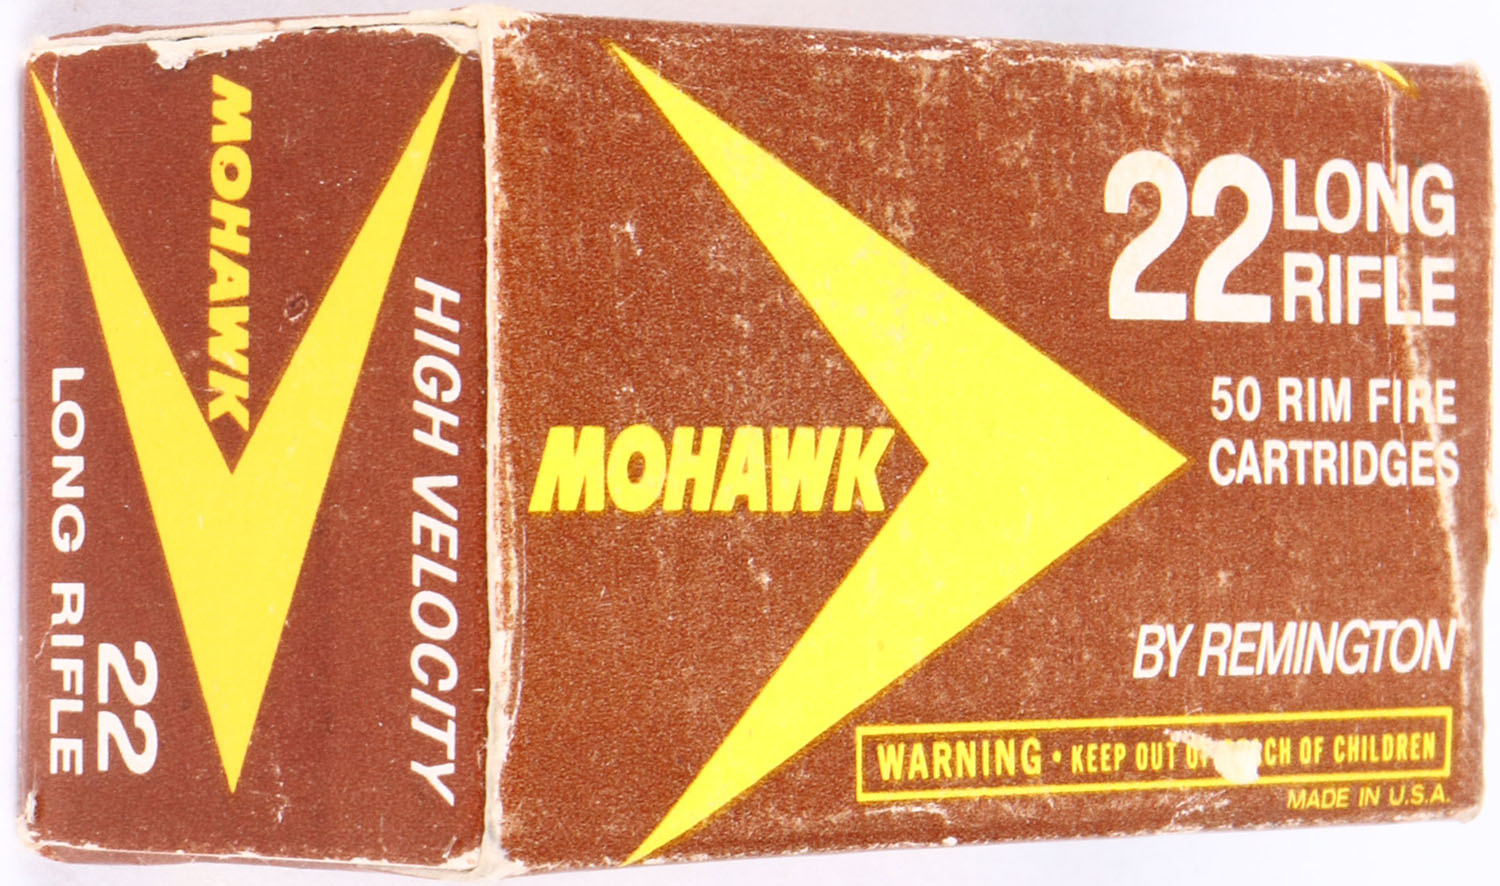 MOHAWK
HIGH VELOCITY
22
LONG RIFLE
22 LONG
RIFLE
50 RIM FIRE
CARTRIDGES
MOHAWK
BY REMINGTON
WARNING • KEEP OUT OF CH OF CHILDREN
MADE IN U.S.A.